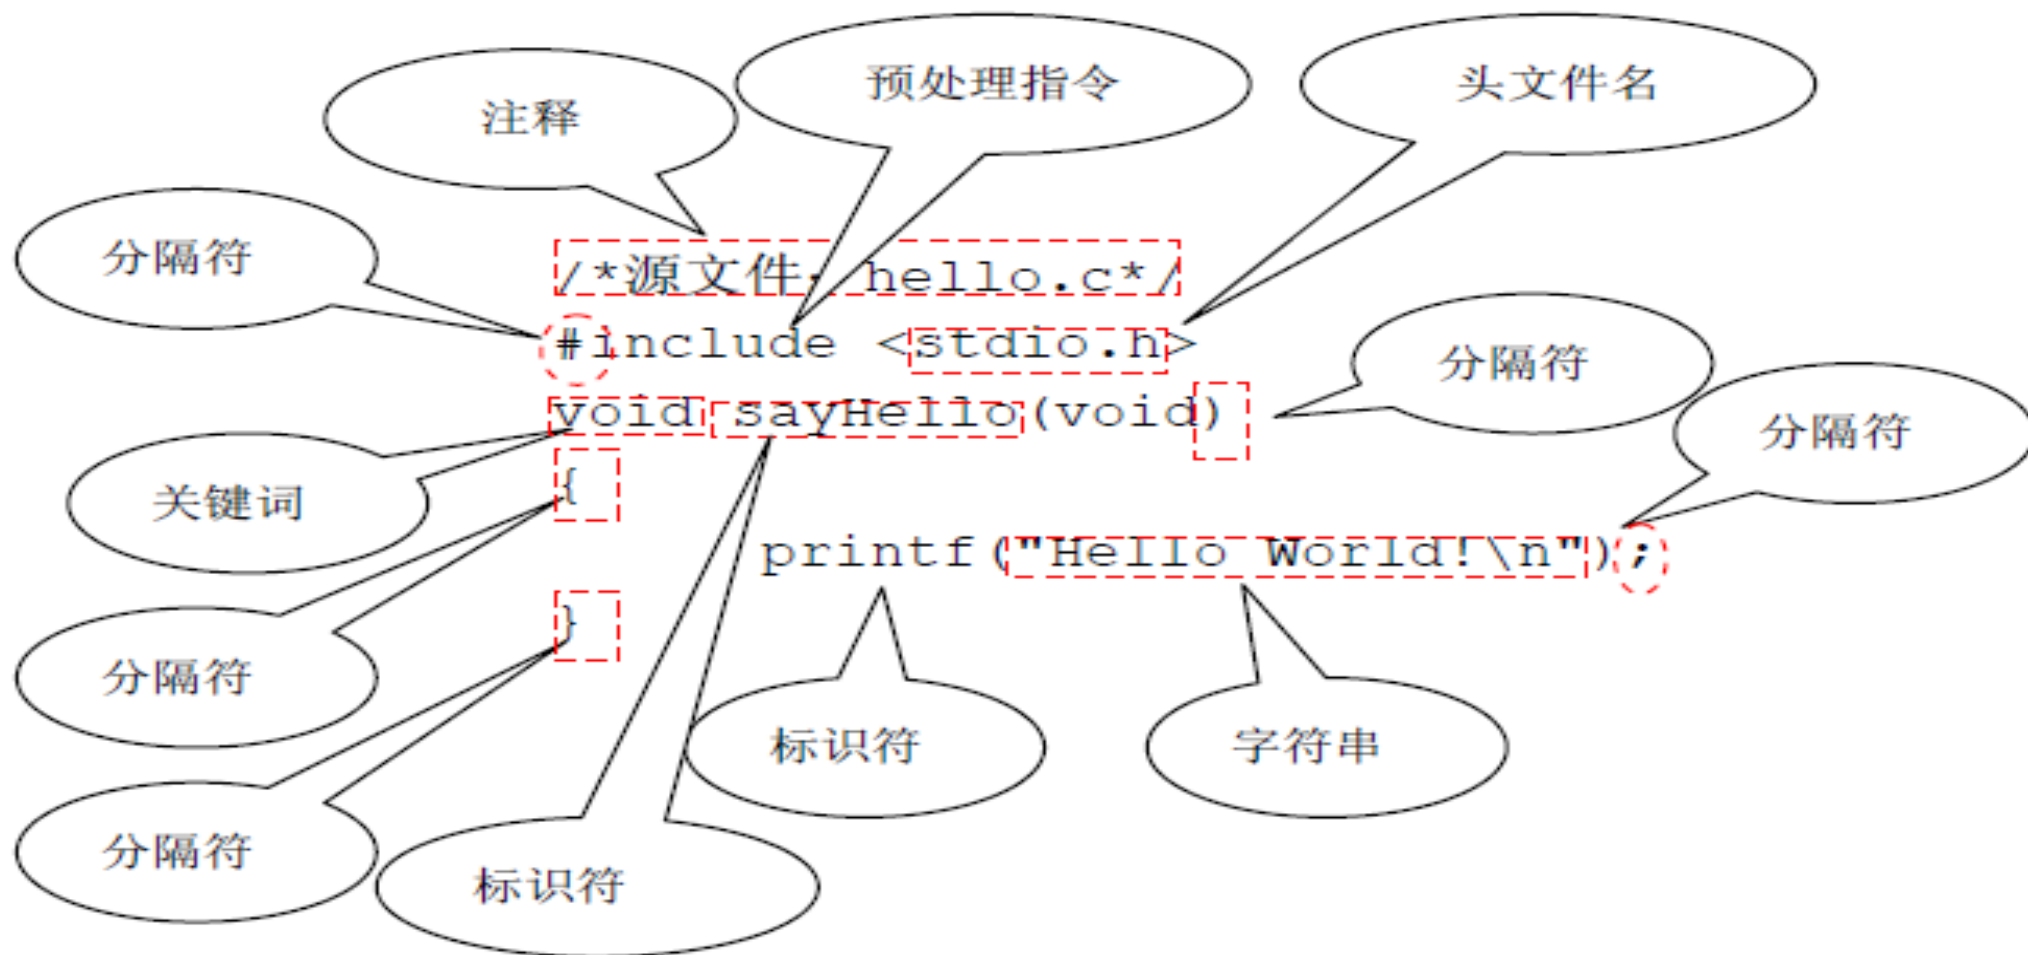 预处理指令
头文件名
注释
分隔符
/*源文件: hello.c*/
#include <stdio.h>
分隔符
void sayHello(void)
分隔符
关键词
{
printf("Hello World!\n");
}
分隔符
标识符
字符串
分隔符
标识符